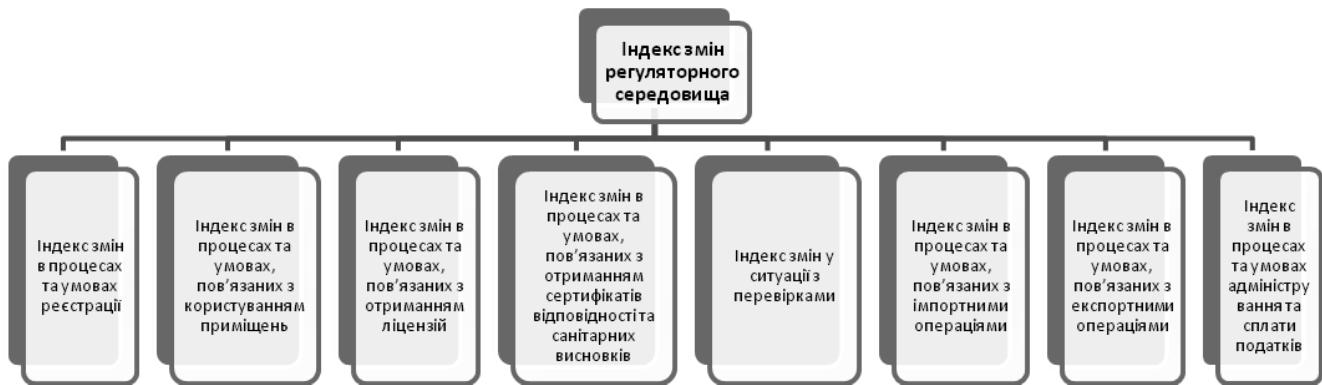 Індекс змін
регуляторного
середовища
Індекс змін
в процесах
та умовах
реєстрації
Індекс змін в
процесах та
умовах,
пов’язаних з
користуванням
приміщень
Індекс змін в
процесах та
умовах,
пов’язаних з
отриманням
ліцензій
Індекс змін в
процесах та
умовах,
пов’язаних з
отриманням
сертифікатів
відповідності та
санітарних
висновків
Індекс змін у
ситуації з
перевірками
Індекс змін в
процесах та
умовах,
пов’язаних з
імпортними
операціями
Індекс змін в
процесах та
умовах,
пов’язаних з
експортними
операціями
Індекс
змін в
процесах
та умовах
адміністру
вання та
сплати
податків